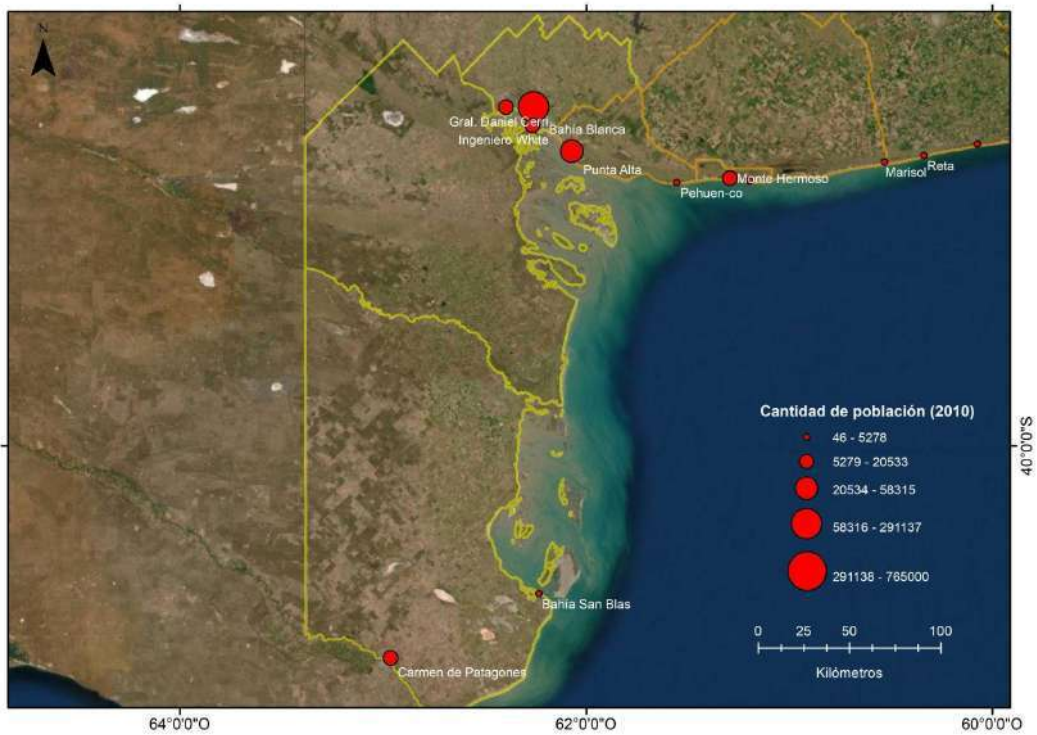 N
Gral. Daniel Cerri
Ingeniero White
Bahía Blanca
Punta Alta
Pehuen-co
Monte Hermoso
Marisol
Reta
Cantidad de población (2010)
46 - 5278
5279 - 20533
20534 - 58315
58316 - 291137
291138 - 765000
0 25 50 100
Kilómetros
40°0'0"S
Bahía San Blas
Carmen de Patagones
64°0'0"O
62°0'0"O
60°0'0"O